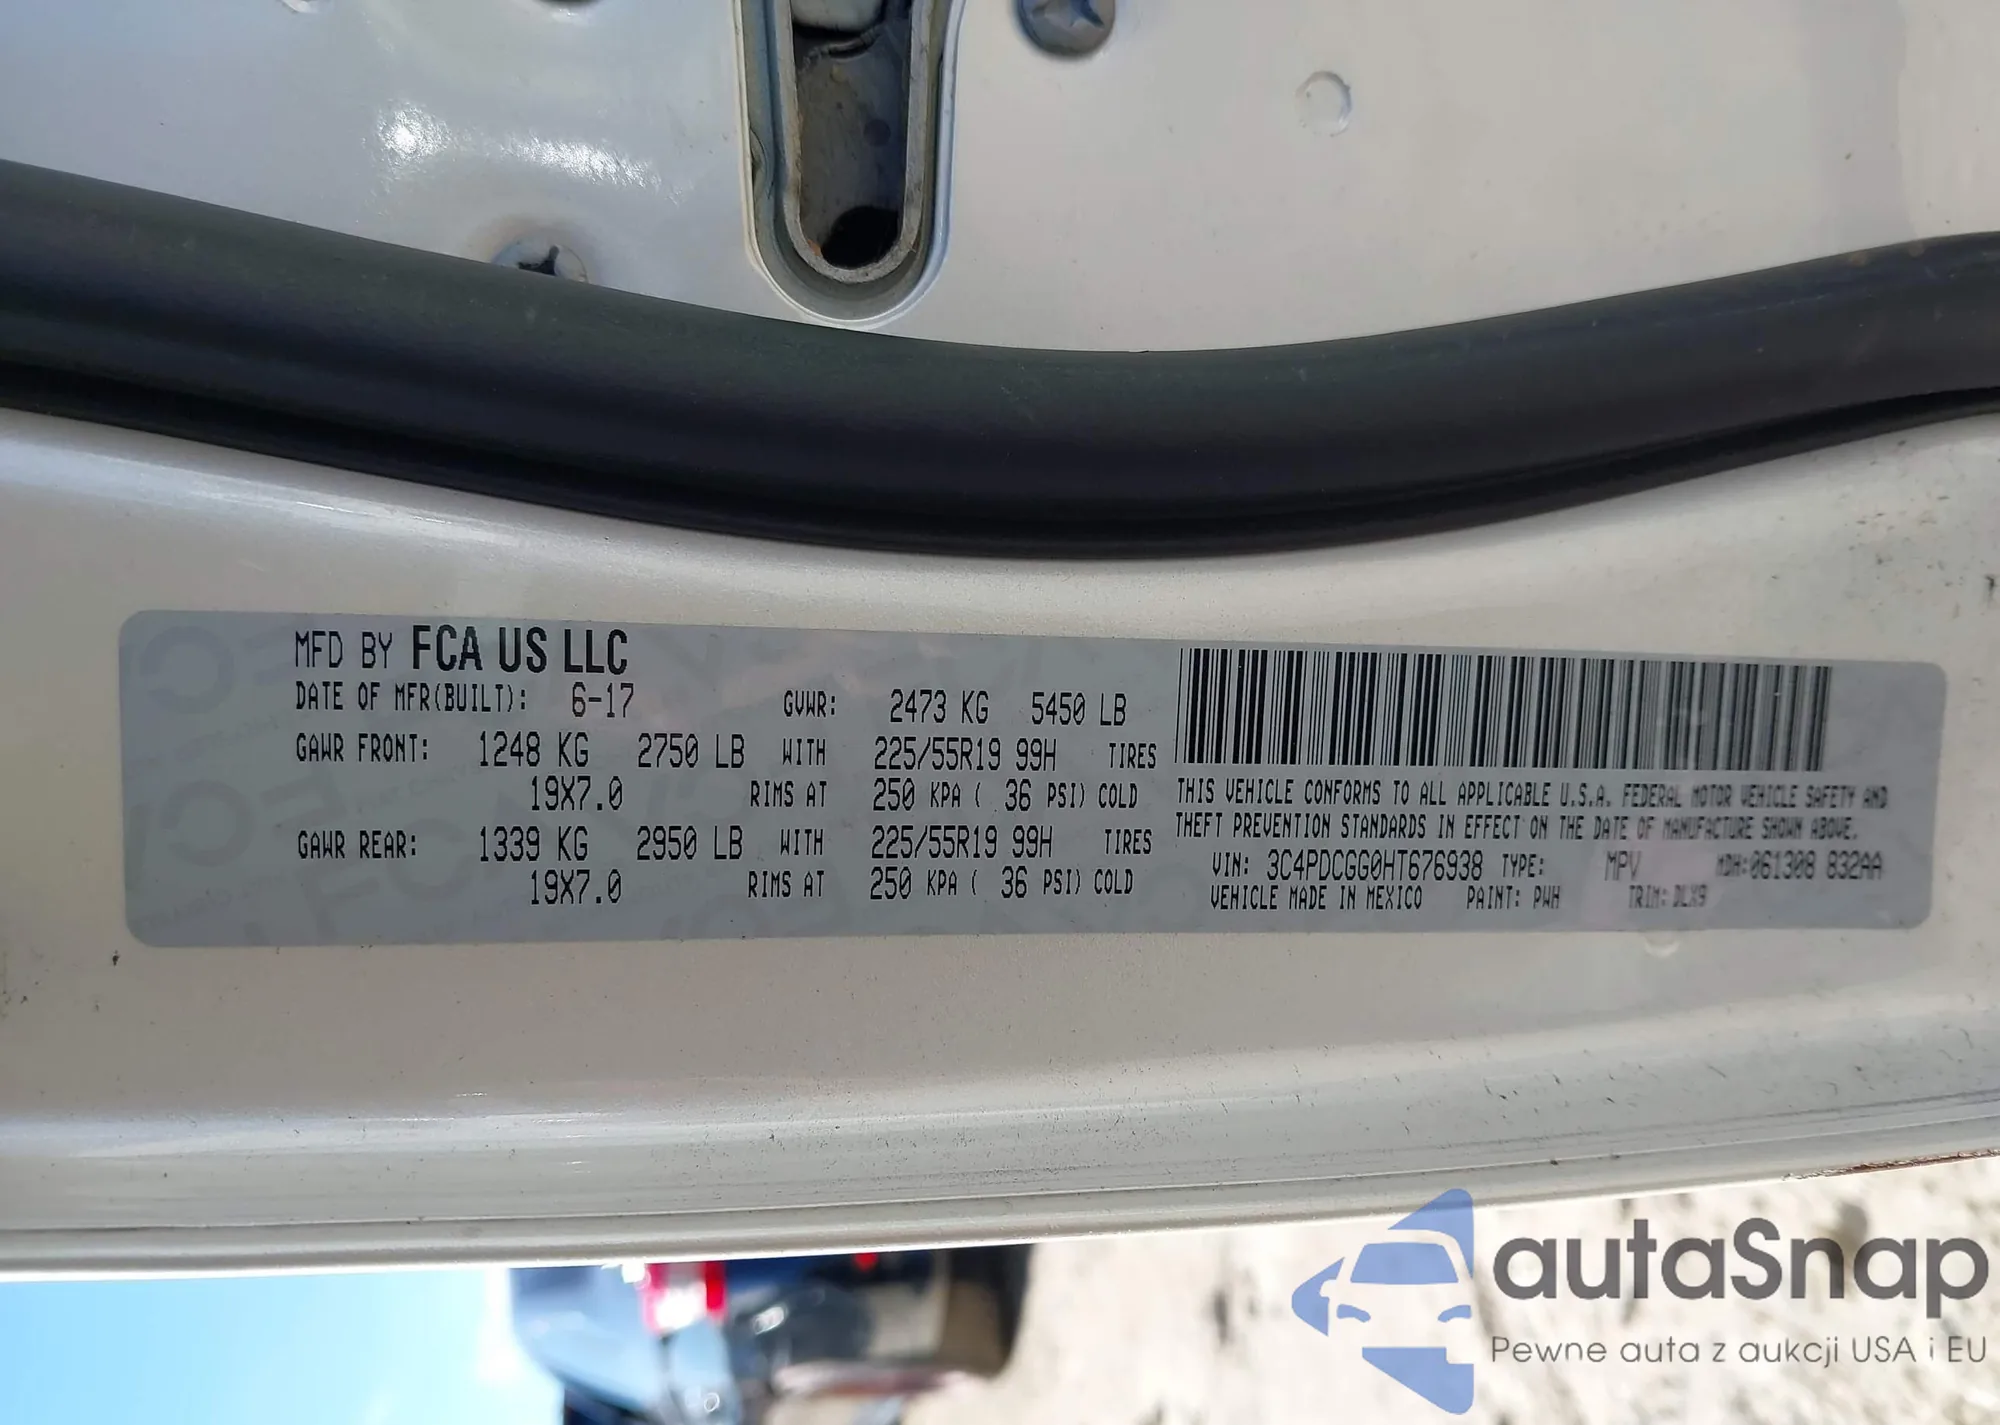 MFD BY FCA US LLC
DATE OF MFR(BUILT): 6-17 GVWR: 2473 KG 5450 LB
GAWR FRONT: 1248 KG 2750 LB WITH 225/55R19 99H TIRES
19X7.0 RIMS AT 250 KPA ( 36 PSI) COLD
GAWR REAR: 1339 KG 2950 LB WITH 225/55R19 99H TIRES
19X7.0 RIMS AT 250 KPA ( 36 PSI) COLD
THIS VEHICLE CONFORMS TO ALL APPLICABLE U.S.A. FEDERAL MOTOR VEHICLE SAFETY AND
THEFT PREVENTION STANDARDS IN EFFECT ON THE DATE OF MANUFACTURE SHOWN ABOVE.
VIN: 3C4PDCGG0HT676938 TYPE: MPV MDH:061308 832AA
VEHICLE MADE IN MEXICO PAINT: PWH TRIM: DLX9
autaSnap
Pewne auta z aukcji USA i EU